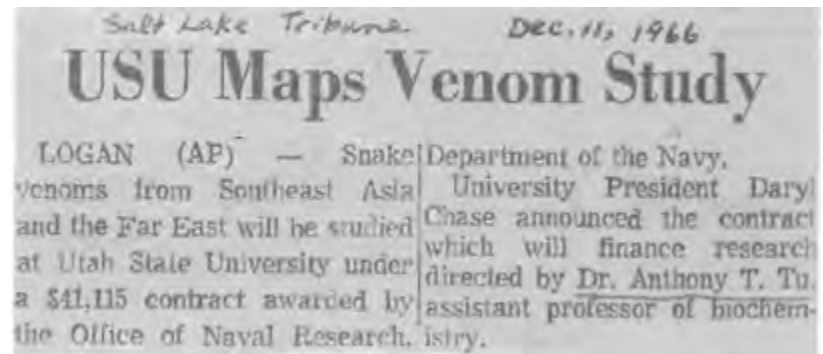 Salt Lake Tribune. Dec. 11, 1966
USU Maps Venom Study
LOGAN (AP) — Snake
venoms from Southeast Asia
and the Far East will be studied
at Utah State University under
a $41,115 contract awarded by
the Office of Naval Research,
Department of the Navy.
University President Daryl
Chase announced the contract
which will finance research
directed by Dr. Anthony T. Tu,
assistant professor of biochem-
istry.